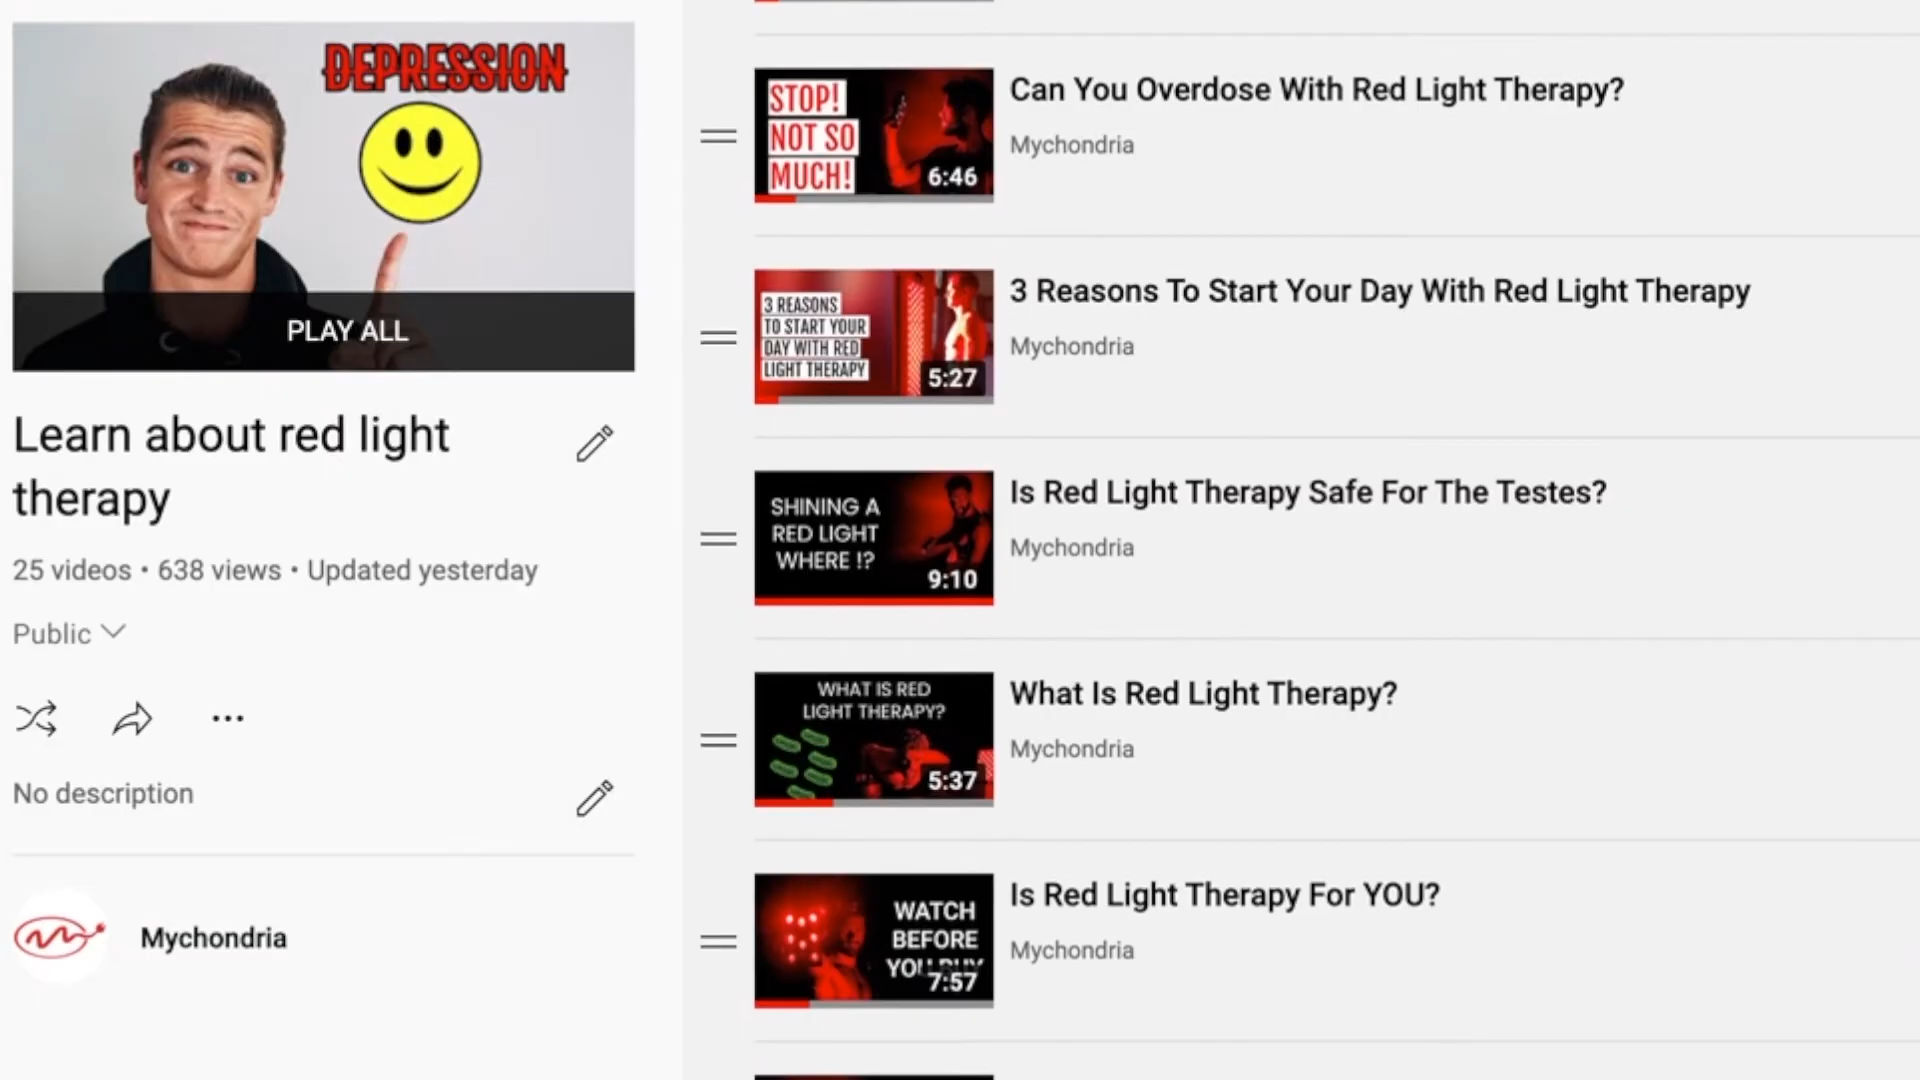 DEPRESSION
PLAY ALL
Learn about red light
therapy
25 videos • 638 views • Updated yesterday
Public
No description
Mychondria
STOP!
NOT SO
MUCH!
6:46
Can You Overdose With Red Light Therapy?
Mychondria
3 REASONS
TO START YOUR
DAY WITH RED
LIGHT THERAPY
5:27
3 Reasons To Start Your Day With Red Light Therapy
Mychondria
SHINING A
RED LIGHT
WHERE !?
9:10
Is Red Light Therapy Safe For The Testes?
Mychondria
WHAT IS RED
LIGHT THERAPY?
5:37
What Is Red Light Therapy?
Mychondria
WATCH
BEFORE
YOU BUY
7:57
Is Red Light Therapy For YOU?
Mychondria